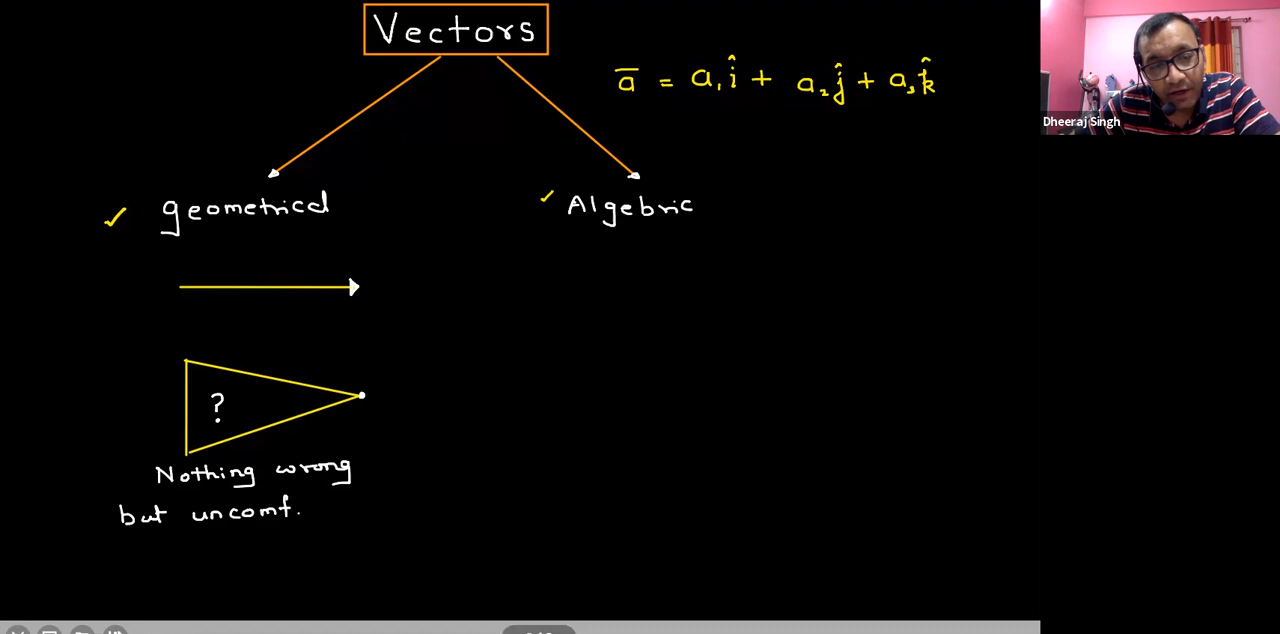 Vectors
a̅ = a₁î + a₂ĵ + a₃k̂
Dheeraj Singh
geometrical
Algebric
?
Nothing wrong
but uncomf.